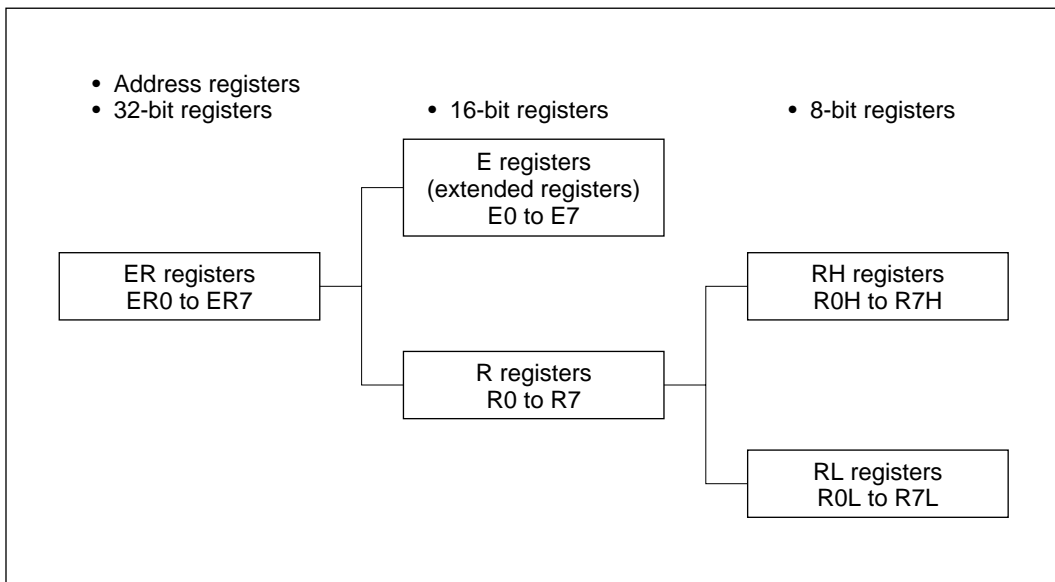 • Address registers
• 32-bit registers
• 16-bit registers
• 8-bit registers
E registers
(extended registers)
E0 to E7
ER registers
ER0 to ER7
RH registers
R0H to R7H
R registers
R0 to R7
RL registers
R0L to R7L